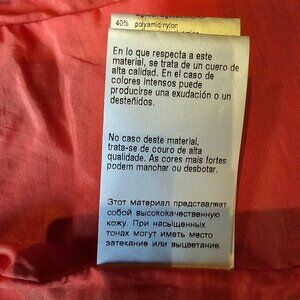 40% polyamid/nylon
En lo que respecta a este
material, se trata de un cuero de
alta calidad. En el caso de
colores intensos puede
producirse una exudación o un
desteñidos.
No caso deste material,
trata-se de couro de alta
qualidade. As cores mais fortes
podem manchar ou desbotar.
Этот материал представляет
собой высококачественную
кожу. При насыщенных
тонах могут иметь место
затекание или выцветание.